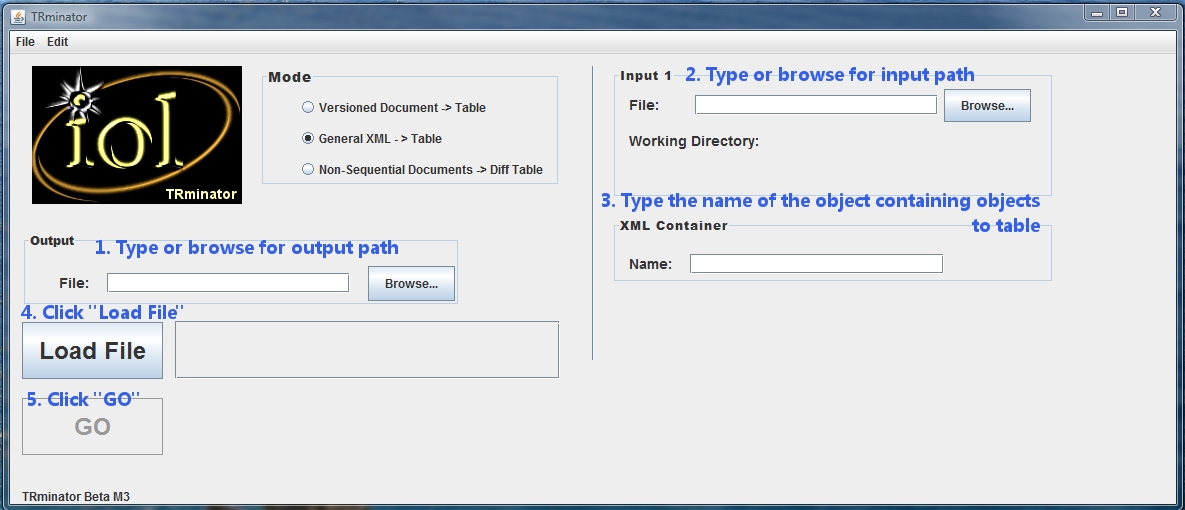 TRminator
File Edit
i.o.l.
TRminator
Mode
Versioned Document -> Table
General XML - > Table
Non-Sequential Documents -> Diff Table
Output
1. Type or browse for output path
File:
Browse...
4. Click "Load File"
Load File
5. Click "GO"
GO
TRminator Beta M3
Input 1
2. Type or browse for input path
File:
Browse...
Working Directory:
3. Type the name of the object containing objects
to table
XML Container
Name: